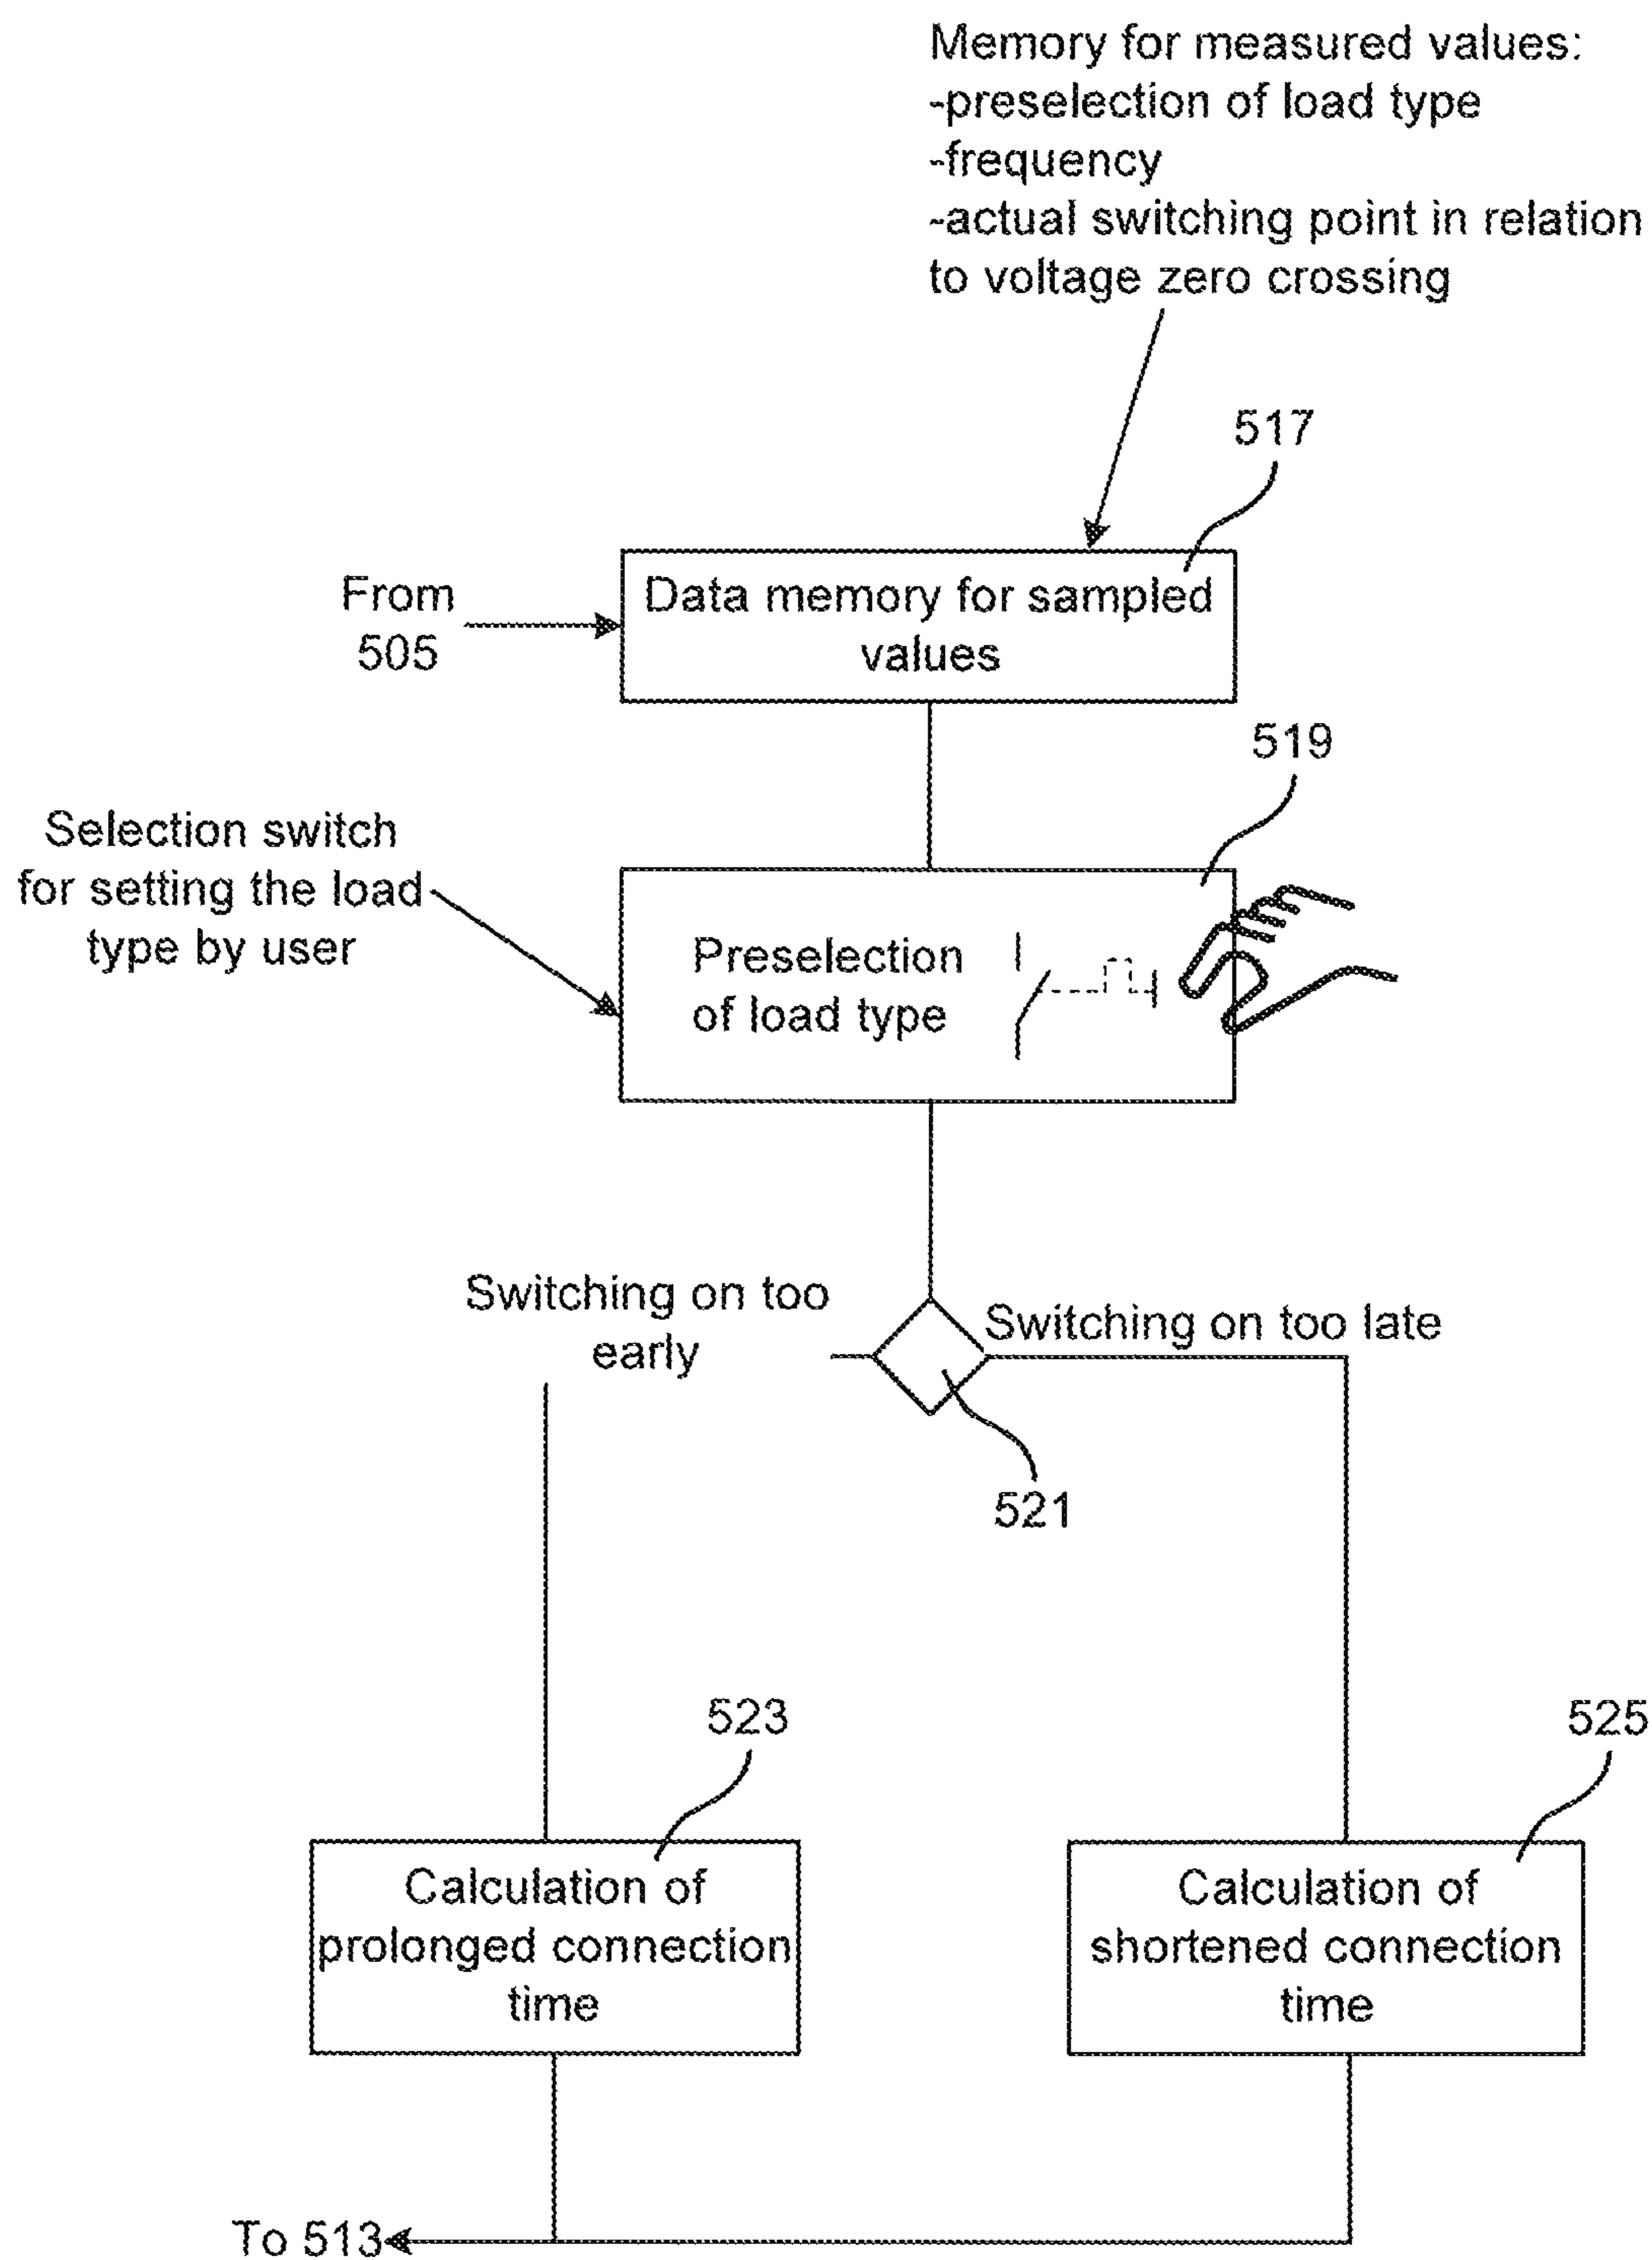 Memory for measured values:
-preselection of load type
-frequency
-actual switching point in relation
to voltage zero crossing
517
From
505
Data memory for sampled
values
519
Selection switch
for setting the load
type by user
Preselection
of load type
Switching on too
early
Switching on too late
521
523
525
Calculation of
prolonged connection
time
Calculation of
shortened connection
time
To 513